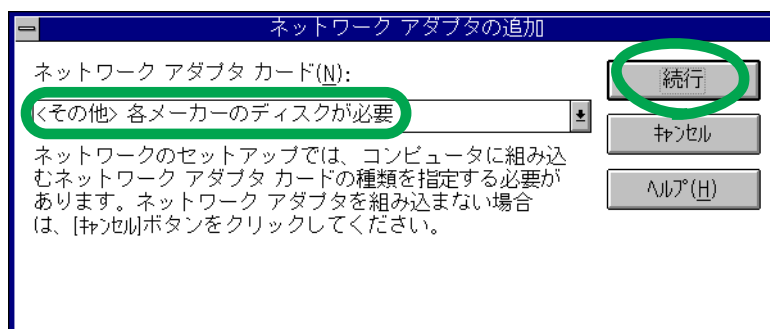 ネットワーク アダプタの追加
ネットワーク アダプタ カード(N):
<その他> 各メーカーのディスクが必要
ネットワークのセットアップでは、コンピュータに組み込
むネットワーク アダプタ カードの種類を指定する必要が
あります。ネットワーク アダプタを組み込まない場合
は、[ｷｬﾝｾﾙ]ボタンをクリックしてください。
続行
ｷｬﾝｾﾙ
ﾍﾙﾌﾟ(H)